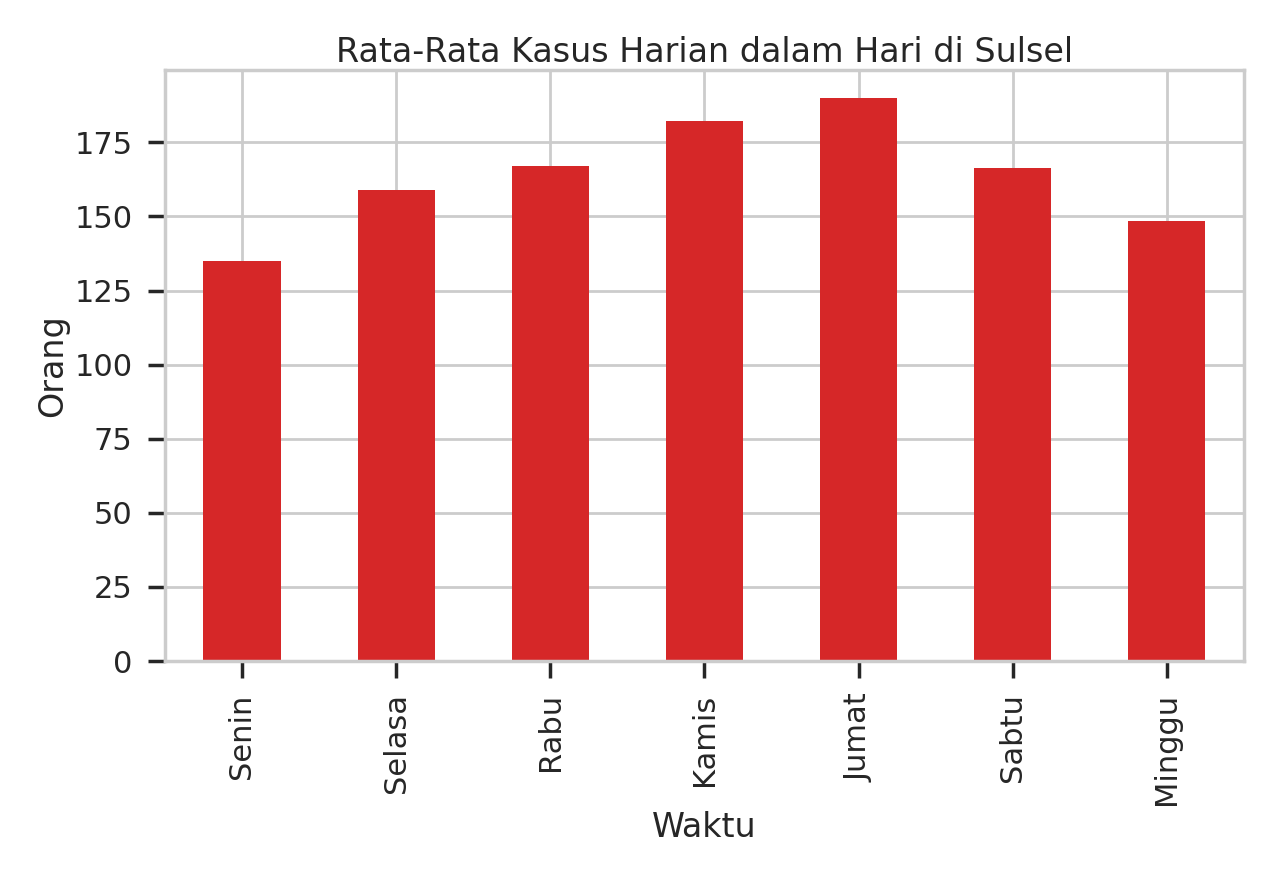 Rata-Rata Kasus Harian dalam Hari di Sulsel
Orang
175
150
125
100
75
50
25
0
Senin
Selasa
Rabu
Kamis
Jumat
Sabtu
Minggu
Waktu